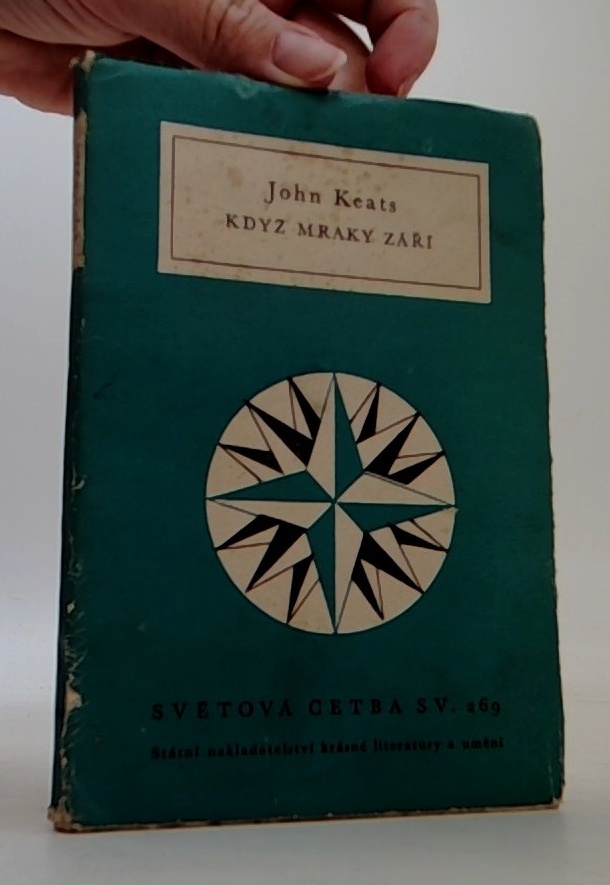 John Keats
KDYŽ MRAKY ZÁŘÍ
SVĚTOVÁ ČETBA SV. 269
Státní nakladatelství krásné literatury a umění